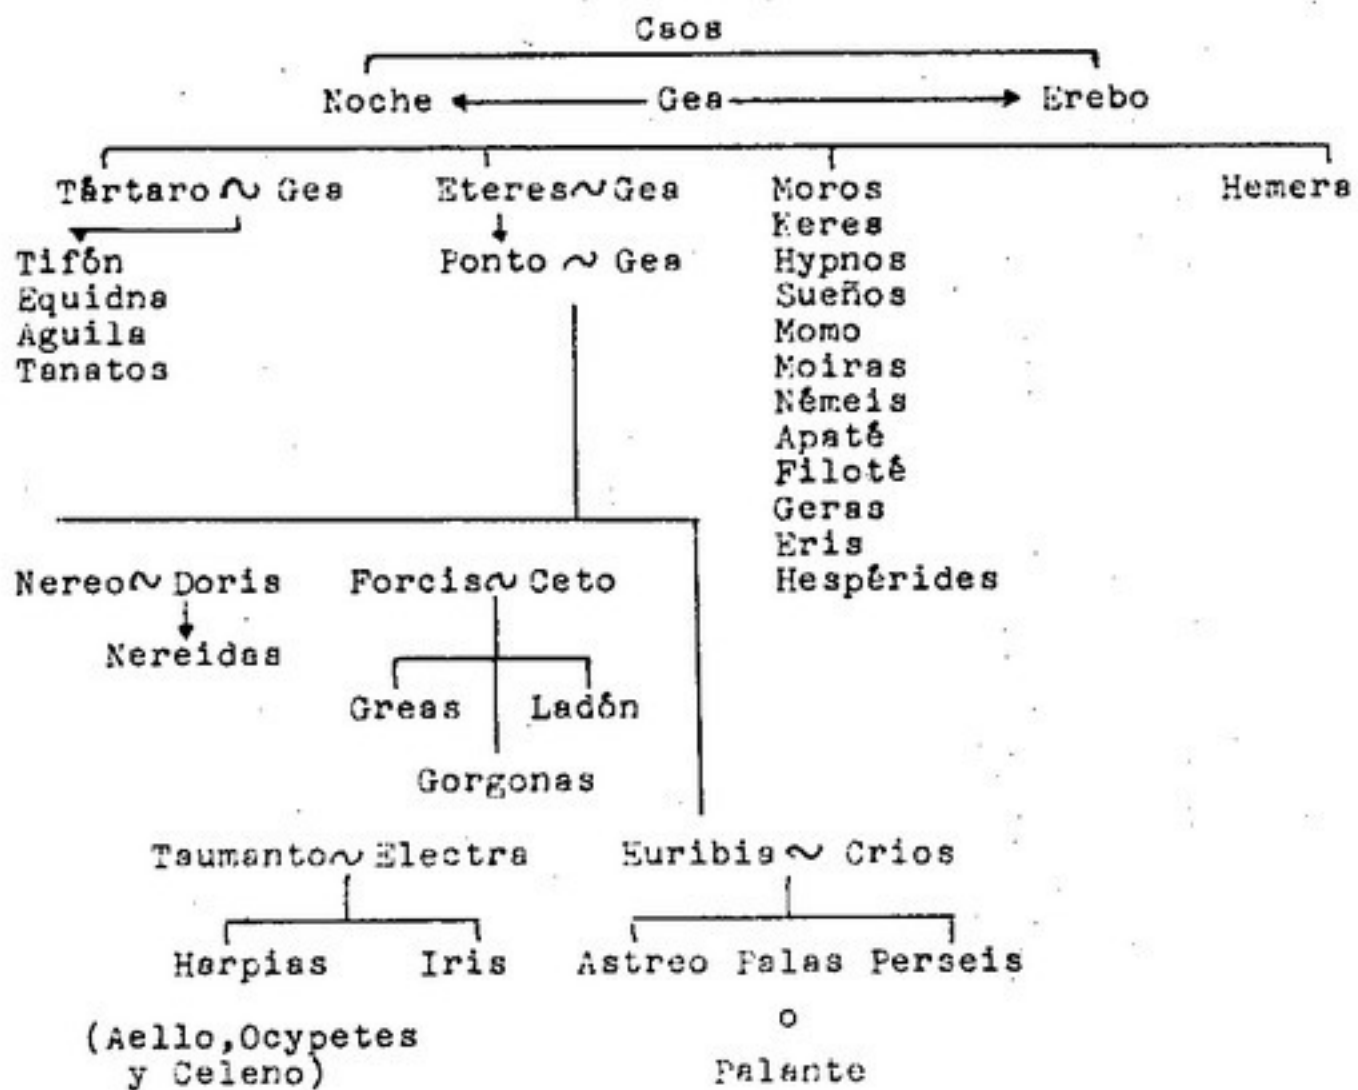 Caos
Noche Gea Erebo
Tártaro ~ Gea Eteres ~ Gea Moros Hemera
Keres
Tifón Ponto ~ Gea Hypnos
Equidna Sueños
Aguila Momo
Tanatos Moiras
Némeis
Apaté
Filoté
Geras
Eris
Nereo ~ Doris Forcis ~ Ceto Hespérides
Nereidas
Greas Ladón
Gorgonas
Taumanto ~ Electra Euribia ~ Crios
Harpias Iris Astreo Palas Perseis
(Aello,Ocypetes o
y Celeno) Palante